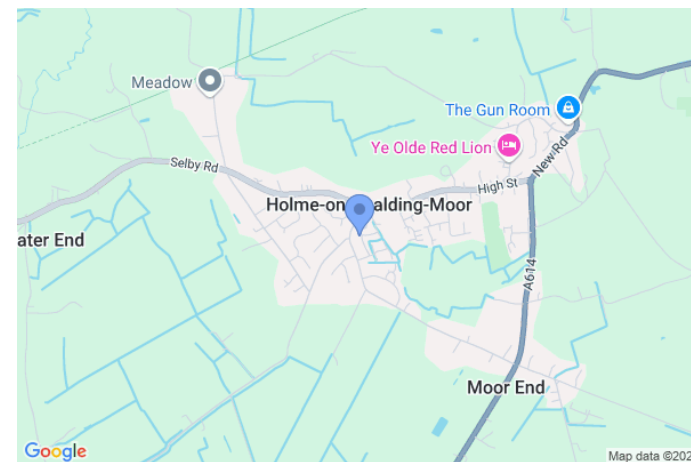 Meadow
The Gun Room
Ye Olde Red Lion
New Rd
Selby Rd
High St
Holme-on- alding-Moor
ater End
A614
Moor End
Google
Map data ©202